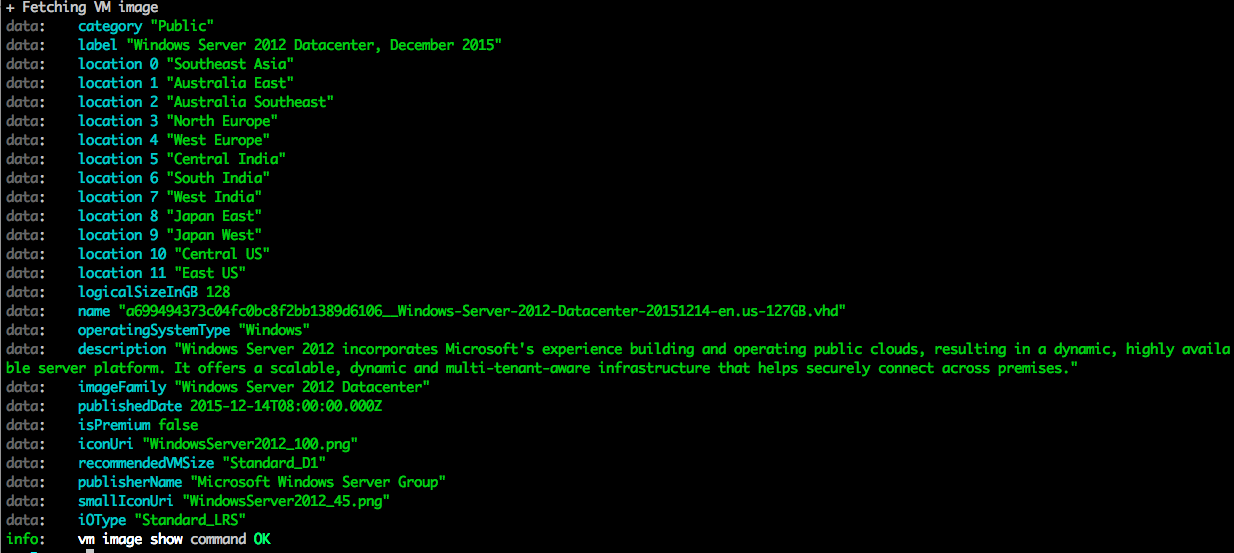 + Fetching VM image
data:    category "Public"
data:    label "Windows Server 2012 Datacenter, December 2015"
data:    location 0 "Southeast Asia"
data:    location 1 "Australia East"
data:    location 2 "Australia Southeast"
data:    location 3 "North Europe"
data:    location 4 "West Europe"
data:    location 5 "Central India"
data:    location 6 "South India"
data:    location 7 "West India"
data:    location 8 "Japan East"
data:    location 9 "Japan West"
data:    location 10 "Central US"
data:    location 11 "East US"
data:    logicalSizeInGB 128
data:    name "a699494373c04fc0bc8f2bb1389d6106__Windows-Server-2012-Datacenter-20151214-en.us-127GB.vhd"
data:    operatingSystemType "Windows"
data:    description "Windows Server 2012 incorporates Microsoft's experience building and operating public clouds, resulting in a dynamic, highly availa
ble server platform. It offers a scalable, dynamic and multi-tenant-aware infrastructure that helps securely connect across premises."
data:    imageFamily "Windows Server 2012 Datacenter"
data:    publishedDate 2015-12-14T08:00:00.000Z
data:    isPremium false
data:    iconUri "WindowsServer2012_100.png"
data:    recommendedVMSize "Standard_D1"
data:    publisherName "Microsoft Windows Server Group"
data:    smallIconUri "WindowsServer2012_45.png"
data:    iOType "Standard_LRS"
info:    vm image show command OK